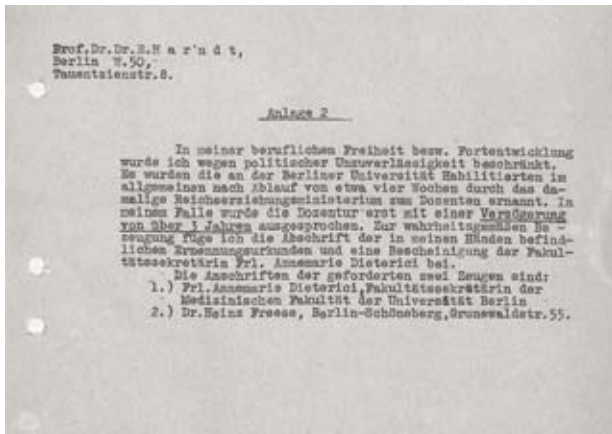 Prof.Dr.Dr.H.H a r n d t,
Berlin W.50,
Tauentzienstr.8.
Anlage 2
In meiner beruflichen Freiheit bezw. Fortentwicklung
wurde ich wegen politischer Unzuverlässigkeit beschränkt.
Es wurden die an der Berliner Universität Habilitierten im
allgemeinen nach Ablauf von etwa vier Wochen durch das da-
malige Reichserziehungsministerium zum Dozenten ernannt. In
meinem Falle wurde die Dozentur erst mit einer Verzögerung
von über 3 Jahren ausgesprochen. Zur wahrheitsgemäßen Be -
zeugung füge ich die Abschrift der in meinen Händen befind-
lichen Ernennungsurkunden und eine Bescheinigung der Fakul-
tätssekretärin Frl. Annemarie Dieterici bei.
Die Anschriften der geforderten zwei Zeugen sind:
1.) Frl.Annemarie Dieterici,Fakultätssekretärin der
Medizinischen Fakultät der Universität Berlin
2.) Dr.Heinz Freese, Berlin-Schöneberg,Grunewaldstr.55.